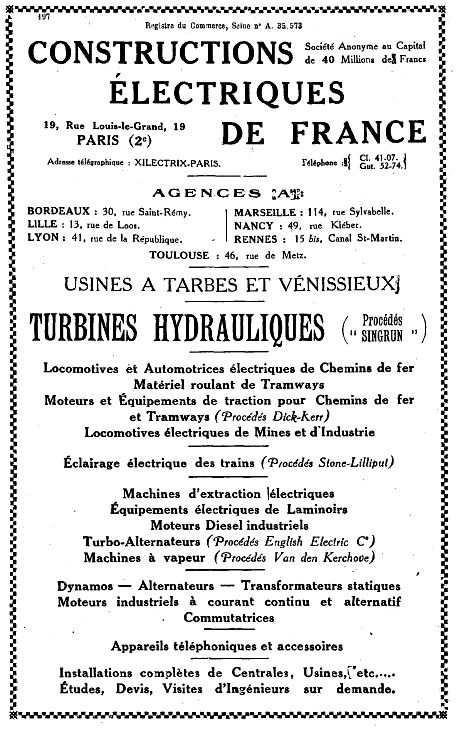 197
Registre du Commerce, Seine nº A. 35.573
CONSTRUCTIONS
Société Anonyme au Capital
de 40 Millions de Francs
ÉLECTRIQUES
19, Rue Louis-le-Grand, 19
PARIS (2e)
DE FRANCE
Adresse télégraphique : XILECTRIX-PARIS.
Téléphone : { Cl. 41-07. }
{ Gut. 52-74. }
AGENCES A :
BORDEAUX : 30, rue Saint-Rémy.
LILLE : 13, rue de Loos.
LYON : 41, rue de la République.
MARSEILLE : 114, rue Sylvabelle.
NANCY : 49, rue Kléber.
RENNES : 15 bis, Canal St-Martin.
TOULOUSE : 46, rue de Metz.
USINES A TARBES ET VÉNISSIEUX
TURBINES HYDRAULIQUES ( Procédés
" SINGRUN " )
Locomotives et Automotrices électriques de Chemins de fer
Matériel roulant de Tramways
Moteurs et Équipements de traction pour Chemins de fer
et Tramways (Procédés Dick-Kerr)
Locomotives électriques de Mines et d'Industrie
Éclairage électrique des trains (Procédés Stone-Lilliput)
Machines d'extraction électriques
Équipements électriques de Laminoirs
Moteurs Diesel industriels
Turbo-Alternateurs (Procédés English Electric Cº)
Machines à vapeur (Procédés Van den Kerchove)
Dynamos — Alternateurs — Transformateurs statiques
Moteurs industriels à courant continu et alternatif
Commutatrices
Appareils téléphoniques et accessoires
Installations complètes de Centrales, Usines, etc....
Études, Devis, Visites d'Ingénieurs sur demande.